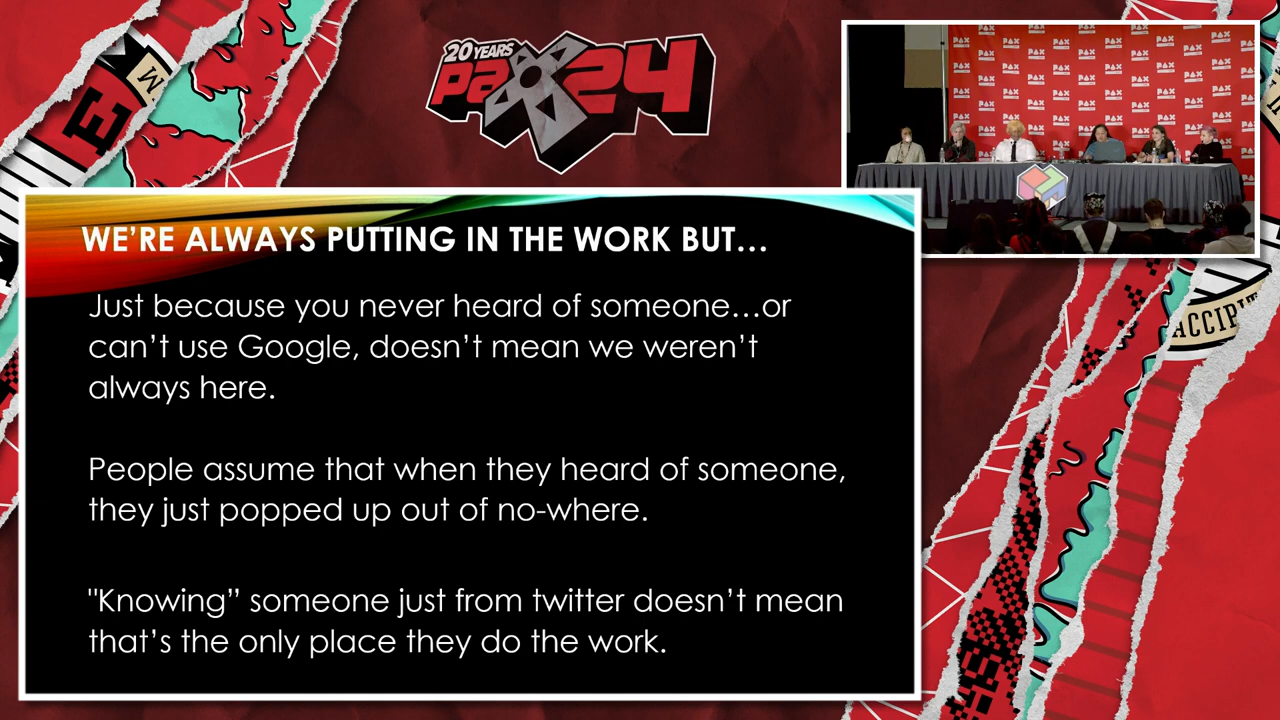 20 YEARS
PAX 24
WE'RE ALWAYS PUTTING IN THE WORK BUT…
Just because you never heard of someone…or
can't use Google, doesn't mean we weren't
always here.
People assume that when they heard of someone,
they just popped up out of no-where.
"Knowing” someone just from twitter doesn't mean
that's the only place they do the work.